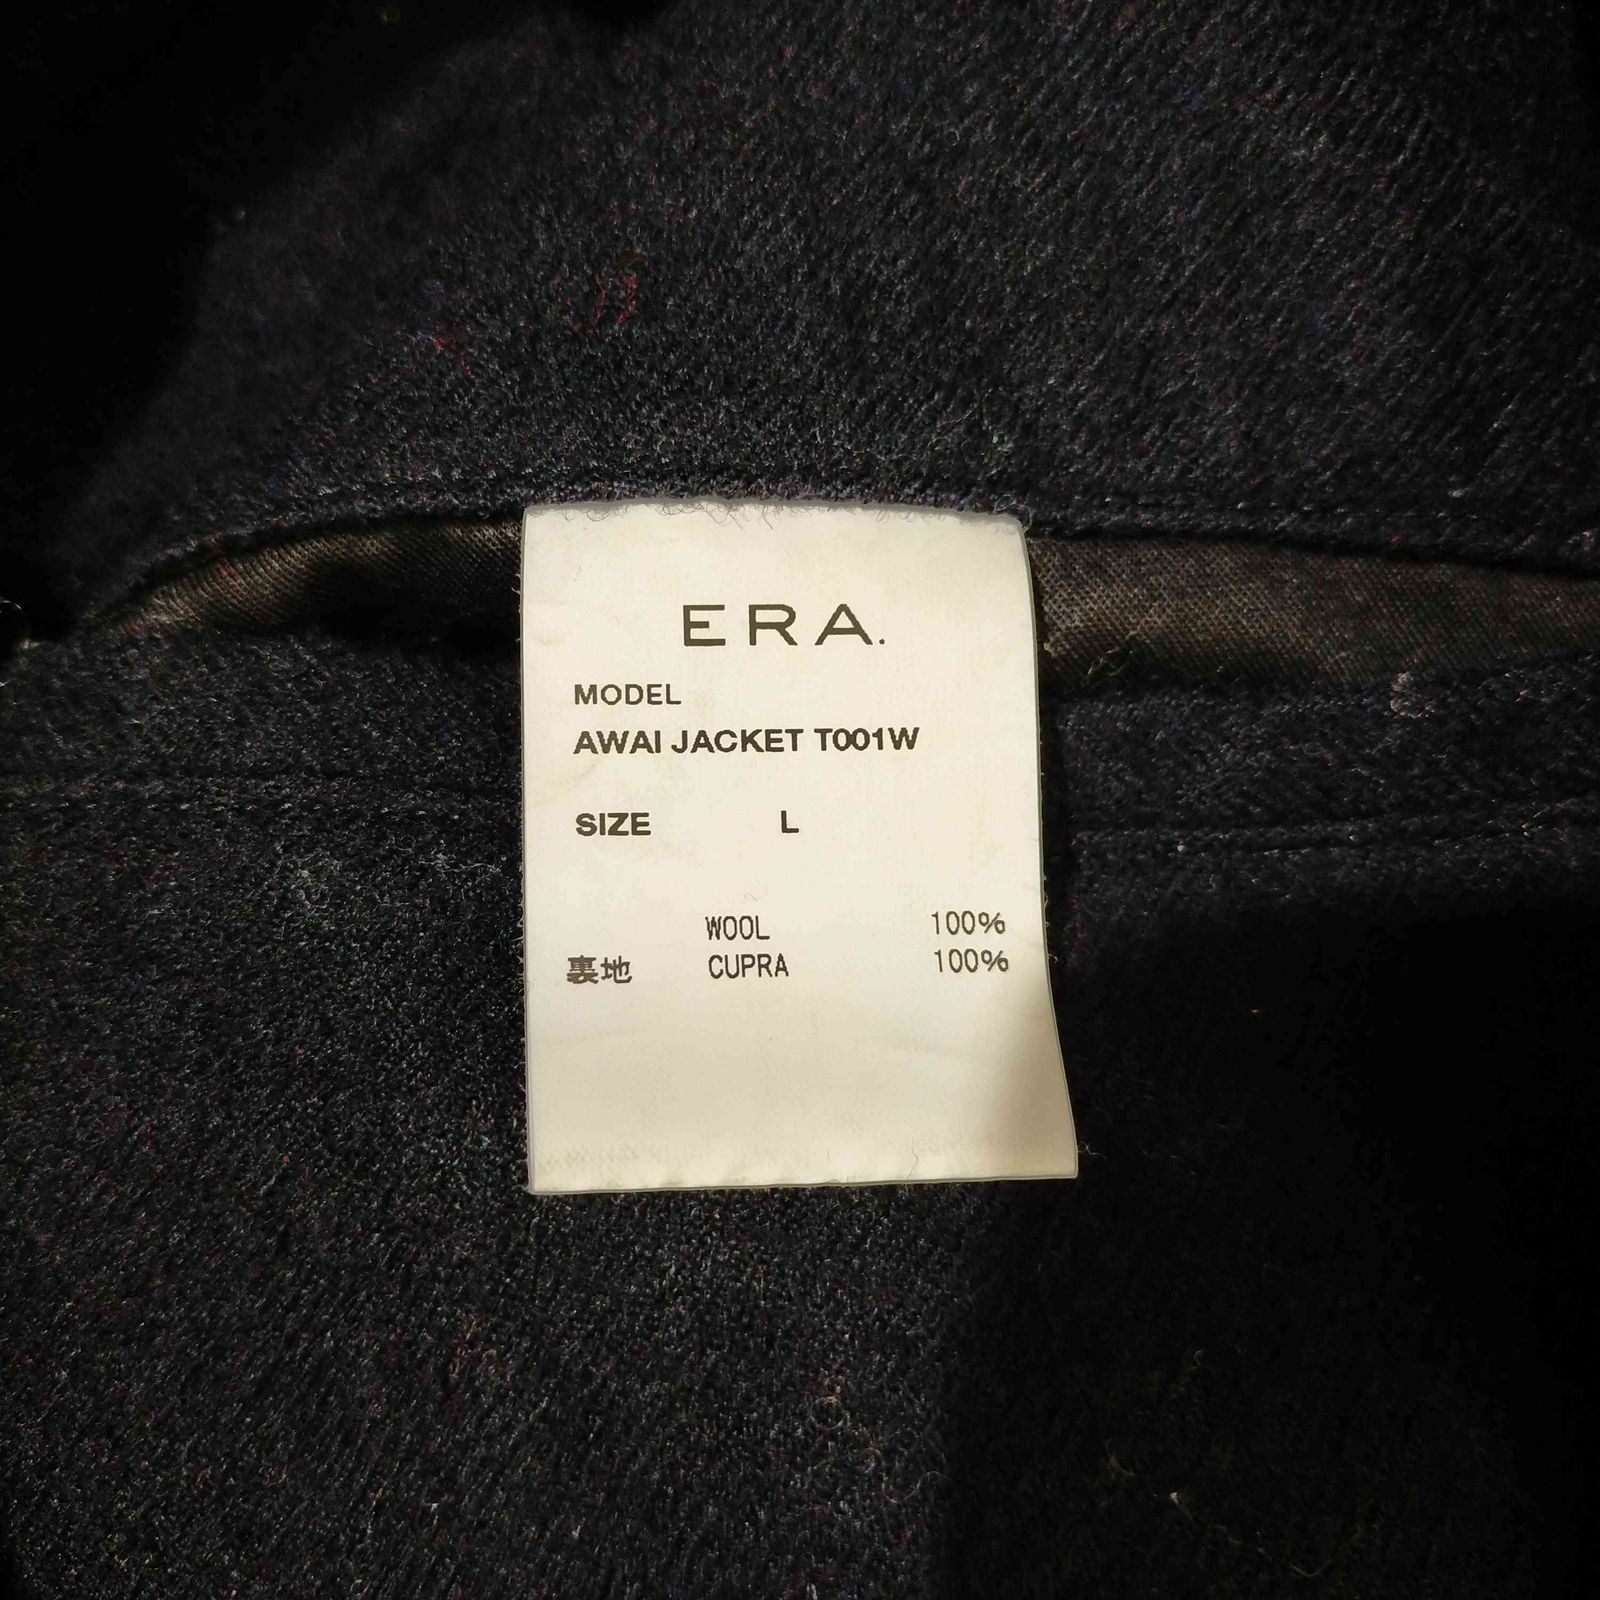 ERA.
MODEL
AWAI JACKET T001W
SIZE L
WOOL 100%
裏地 CUPRA 100%